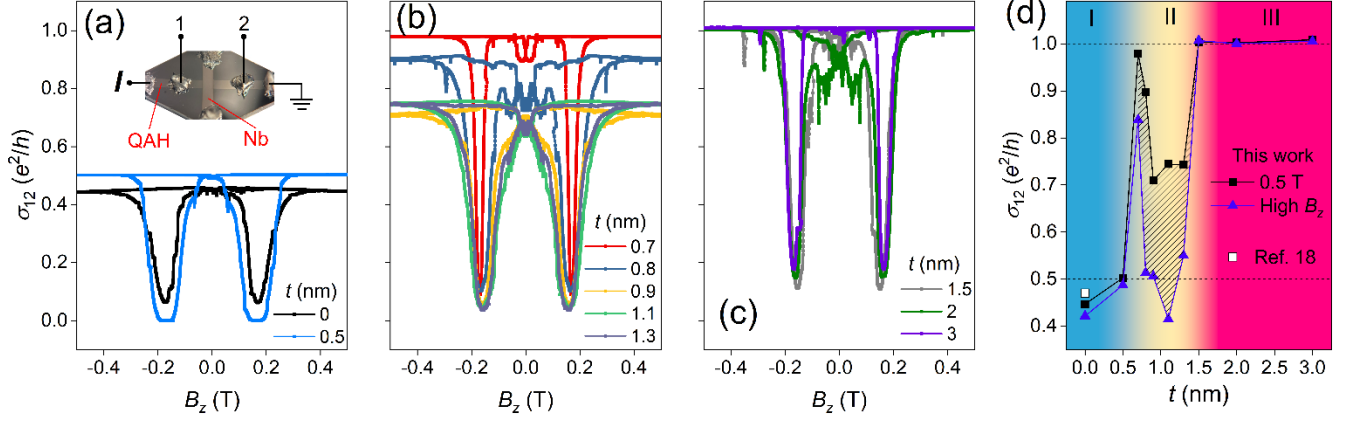 (a)
1
2
I
QAH
Nb
1.0
0.8
0.6
0.4
0.2
0.0
σ12 (e²/h)
t (nm)
0
0.5
-0.4
-0.2
0.0
0.2
0.4
Bz (T)
(b)
t (nm)
0.7
0.8
0.9
1.1
1.3
-0.4
-0.2
0.0
0.2
0.4
Bz (T)
(c)
t (nm)
1.5
2
3
-0.4
-0.2
0.0
0.2
0.4
Bz (T)
(d)
I
II
III
1.0
0.9
0.8
0.7
0.6
0.5
0.4
σ12 (e²/h)
This work
0.5 T
High Bz
Ref. 18
0.0
0.5
1.0
1.5
2.0
2.5
3.0
t (nm)